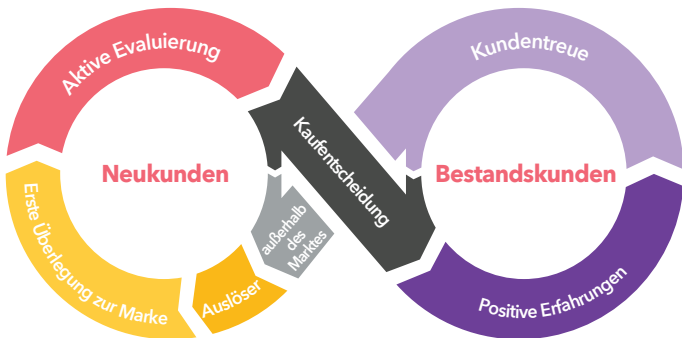 Aktive Evaluierung
Kundentreue
Kaufentscheidung
Neukunden
Bestandskunden
Erste Überlegung zur Marke
außerhalb
des
Marktes
Auslöser
Positive Erfahrungen